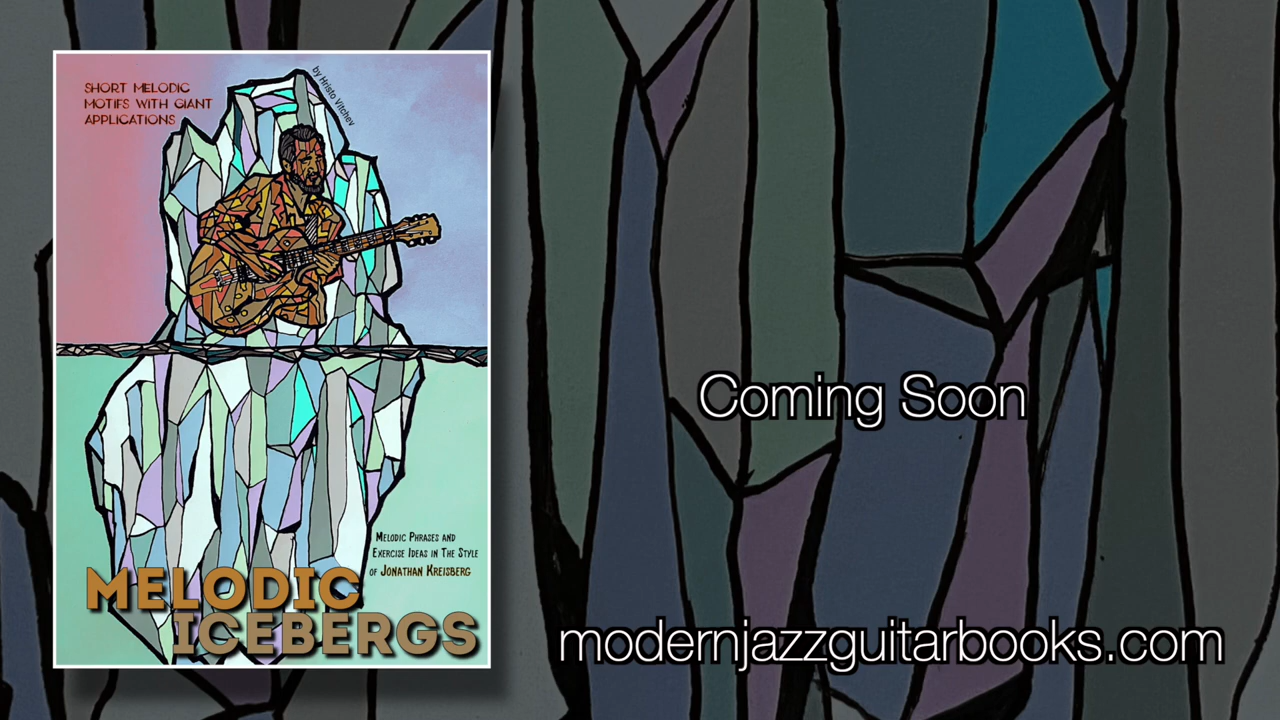 SHORT MELODIC
MOTIFS WITH GIANT
APPLICATIONS
by Hristo Vitchev
MELODIC PHRASES AND
EXERCISE IDEAS IN THE STYLE
OF JONATHAN KREISBERG
MELODIC
ICEBERGS
Coming Soon
modernjazzguitarbooks.com